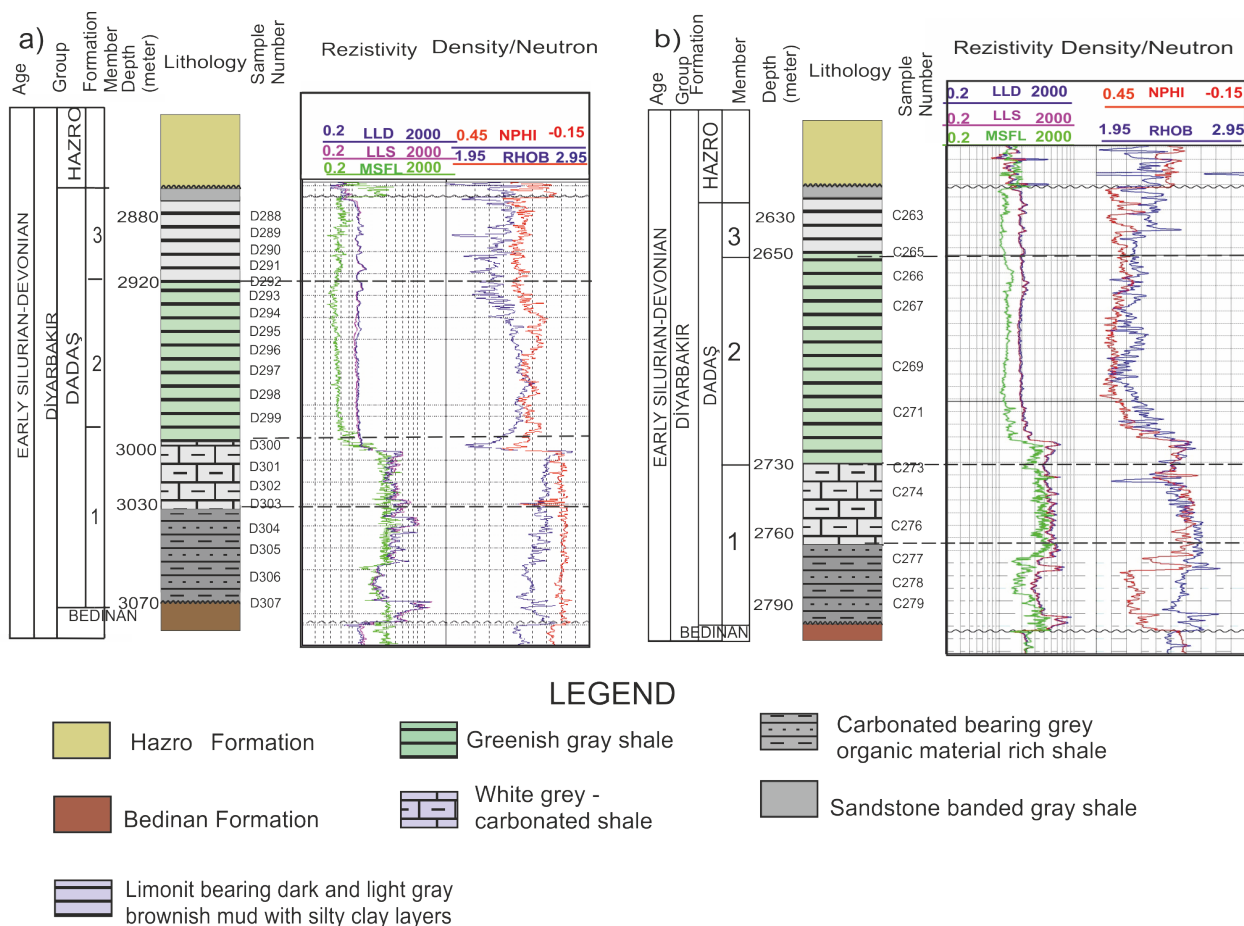 a)
Age
Group
Formation
Member
Depth
(meter)
Lithology
Sample
Number
Rezistivity Density/Neutron
0.2 LLD 2000 0.45 NPHI -0.15
0.2 LLS 2000 1.95 RHOB 2.95
0.2 MSFL 2000
EARLY SILURIAN-DEVONIAN
DİYARBAKIR
HAZRO
DADAŞ
BEDINAN
3
2
1
2880
2920
3000
3030
3070
D288
D289
D290
D291
D292
D293
D294
D295
D296
D297
D298
D299
D300
D301
D302
D303
D304
D305
D306
D307
b)
Age
Group
Formation
Member
Depth
(meter)
Lithology
Sample
Number
Rezistivity Density/Neutron
0.2 LLD 2000 0.45 NPHI -0.15
0.2 LLS 2000
0.2 MSFL 2000 1.95 RHOB 2.95
EARLY SILURIAN-DEVONIAN
DİYARBAKIR
HAZRO
DADAŞ
BEDINAN
3
2
1
2630
2650
2730
2760
2790
C263
C265
C266
C267
C269
C271
C273
C274
C276
C277
C278
C279
LEGEND
Hazro Formation
Bedinan Formation
Limonit bearing dark and light gray
brownish mud with silty clay layers
Greenish gray shale
White grey -
carbonated shale
Carbonated bearing grey
organic material rich shale
Sandstone banded gray shale